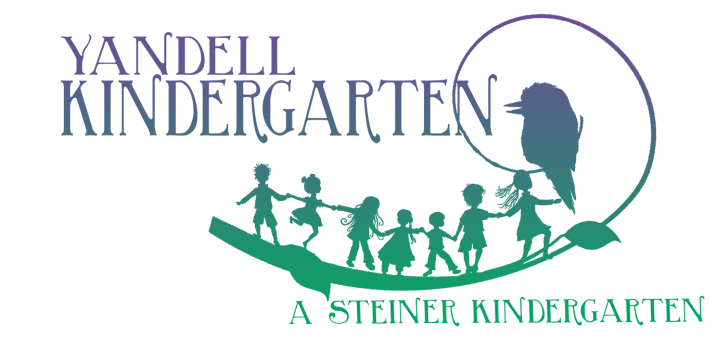 YANDELL
KINDERGARTEN
A STEINER KINDERGARTEN